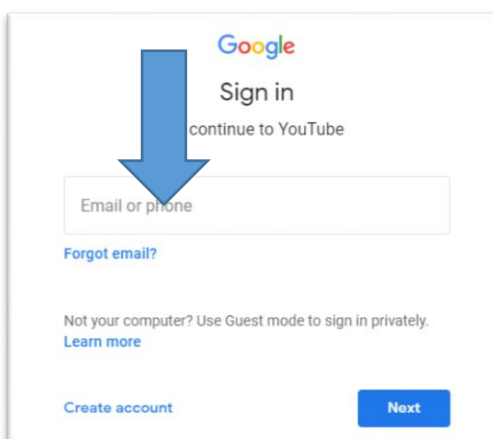 Google
Sign in
continue to YouTube
Email or phone
Forgot email?
Not your computer? Use Guest mode to sign in privately.
Learn more
Create account
Next